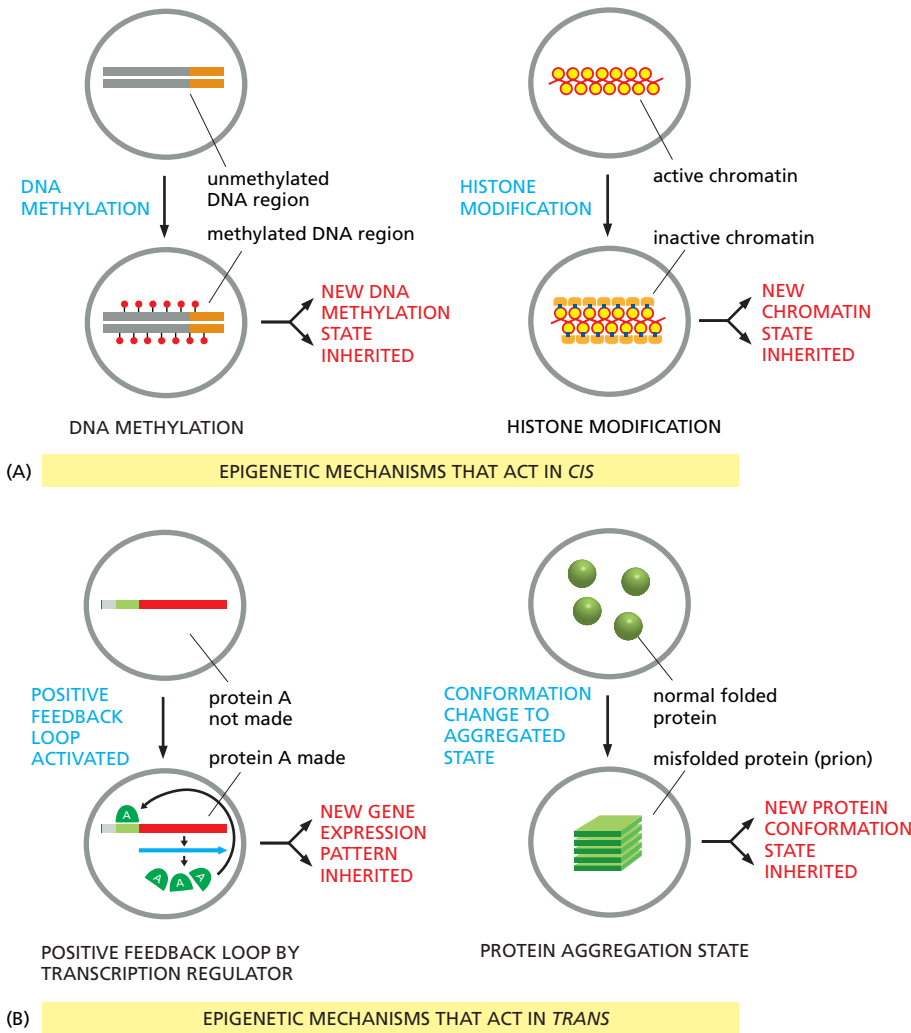 unmethylated
DNA region
DNA
METHYLATION
methylated DNA region
NEW DNA
METHYLATION
STATE
INHERITED
DNA METHYLATION
active chromatin
HISTONE
MODIFICATION
inactive chromatin
NEW
CHROMATIN
STATE
INHERITED
HISTONE MODIFICATION
(A) EPIGENETIC MECHANISMS THAT ACT IN CIS
POSITIVE
FEEDBACK
LOOP
ACTIVATED
protein A
not made
protein A made
A
A
A
A
NEW GENE
EXPRESSION
PATTERN
INHERITED
POSITIVE FEEDBACK LOOP BY
TRANSCRIPTION REGULATOR
CONFORMATION
CHANGE TO
AGGREGATED
STATE
normal folded
protein
misfolded protein (prion)
NEW PROTEIN
CONFORMATION
STATE
INHERITED
PROTEIN AGGREGATION STATE
(B) EPIGENETIC MECHANISMS THAT ACT IN TRANS